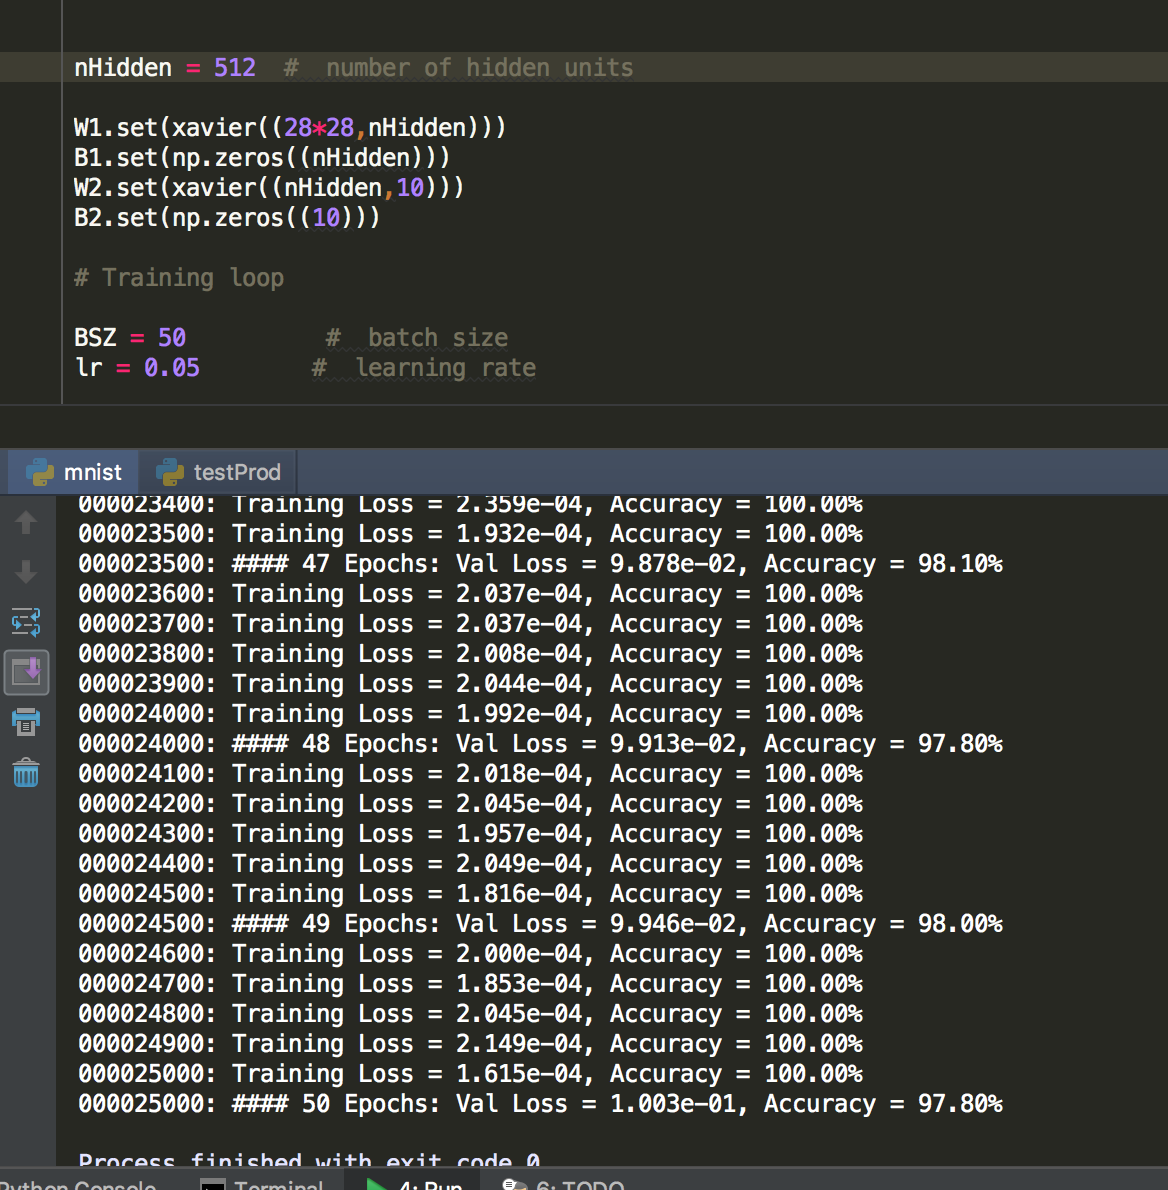 nHidden = 512  #  number of hidden units
W1.set(xavier((28*28,nHidden)))
B1.set(np.zeros((nHidden)))
W2.set(xavier((nHidden,10)))
B2.set(np.zeros((10)))
# Training loop
BSZ = 50          #  batch size
lr = 0.05        #  learning rate
mnist testProd
000023400: Training Loss = 2.359e-04, Accuracy = 100.00%
000023500: Training Loss = 1.932e-04, Accuracy = 100.00%
000023500: #### 47 Epochs: Val Loss = 9.878e-02, Accuracy = 98.10%
000023600: Training Loss = 2.037e-04, Accuracy = 100.00%
000023700: Training Loss = 2.037e-04, Accuracy = 100.00%
000023800: Training Loss = 2.008e-04, Accuracy = 100.00%
000023900: Training Loss = 2.044e-04, Accuracy = 100.00%
000024000: Training Loss = 1.992e-04, Accuracy = 100.00%
000024000: #### 48 Epochs: Val Loss = 9.913e-02, Accuracy = 97.80%
000024100: Training Loss = 2.018e-04, Accuracy = 100.00%
000024200: Training Loss = 2.045e-04, Accuracy = 100.00%
000024300: Training Loss = 1.957e-04, Accuracy = 100.00%
000024400: Training Loss = 2.049e-04, Accuracy = 100.00%
000024500: Training Loss = 1.816e-04, Accuracy = 100.00%
000024500: #### 49 Epochs: Val Loss = 9.946e-02, Accuracy = 98.00%
000024600: Training Loss = 2.000e-04, Accuracy = 100.00%
000024700: Training Loss = 1.853e-04, Accuracy = 100.00%
000024800: Training Loss = 2.045e-04, Accuracy = 100.00%
000024900: Training Loss = 2.149e-04, Accuracy = 100.00%
000025000: Training Loss = 1.615e-04, Accuracy = 100.00%
000025000: #### 50 Epochs: Val Loss = 1.003e-01, Accuracy = 97.80%
Process finished with exit code 0
Python Console Terminal 4: Run 6: TODO